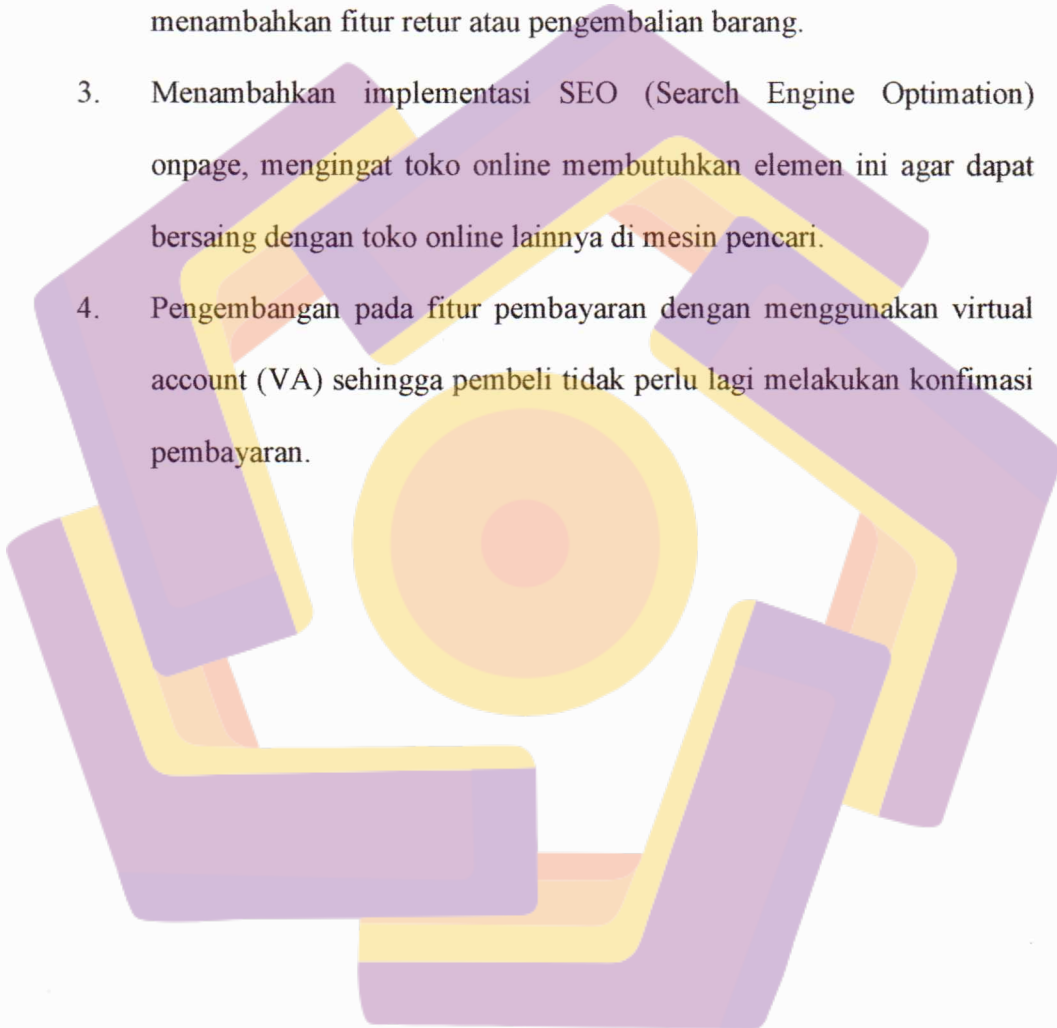 menambahkan fitur retur atau pengembalian barang.
3. Menambahkan implementasi SEO (Search Engine Optimation)
onpage, mengingat toko online membutuhkan elemen ini agar dapat
bersaing dengan toko online lainnya di mesin pencari.
4. Pengembangan pada fitur pembayaran dengan menggunakan virtual
account (VA) sehingga pembeli tidak perlu lagi melakukan konfimasi
pembayaran.